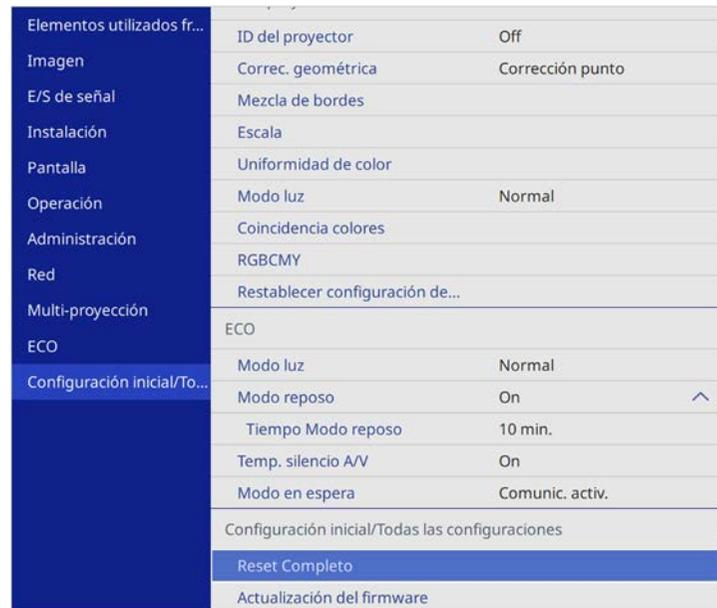 Elementos utilizados fr...
Imagen
E/S de señal
Instalación
Pantalla
Operación
Administración
Red
Multi-proyección
ECO
Configuración inicial/To...
ID del proyector Off
Correc. geométrica Corrección punto
Mezcla de bordes
Escala
Uniformidad de color
Modo luz Normal
Coincidencia colores
RGBCMY
Restablecer configuración de...
ECO
Modo luz Normal
Modo reposo On
Tiempo Modo reposo 10 min.
Temp. silencio A/V On
Modo en espera Comunic. activ.
Configuración inicial/Todas las configuraciones
Reset Completo
Actualización del firmware